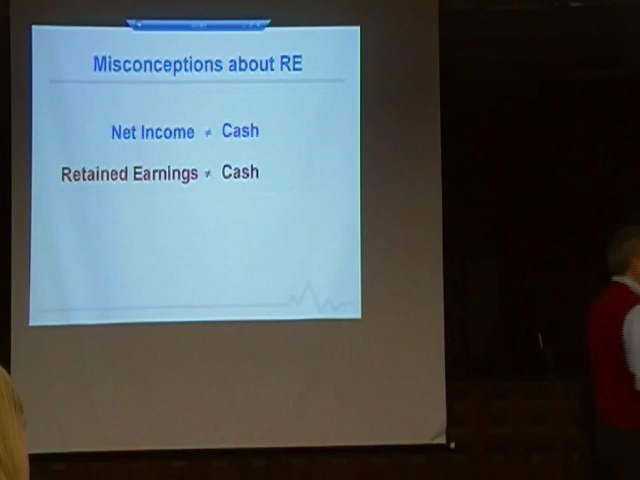 Misconceptions about RE
Net Income ≠ Cash
Retained Earnings ≠ Cash